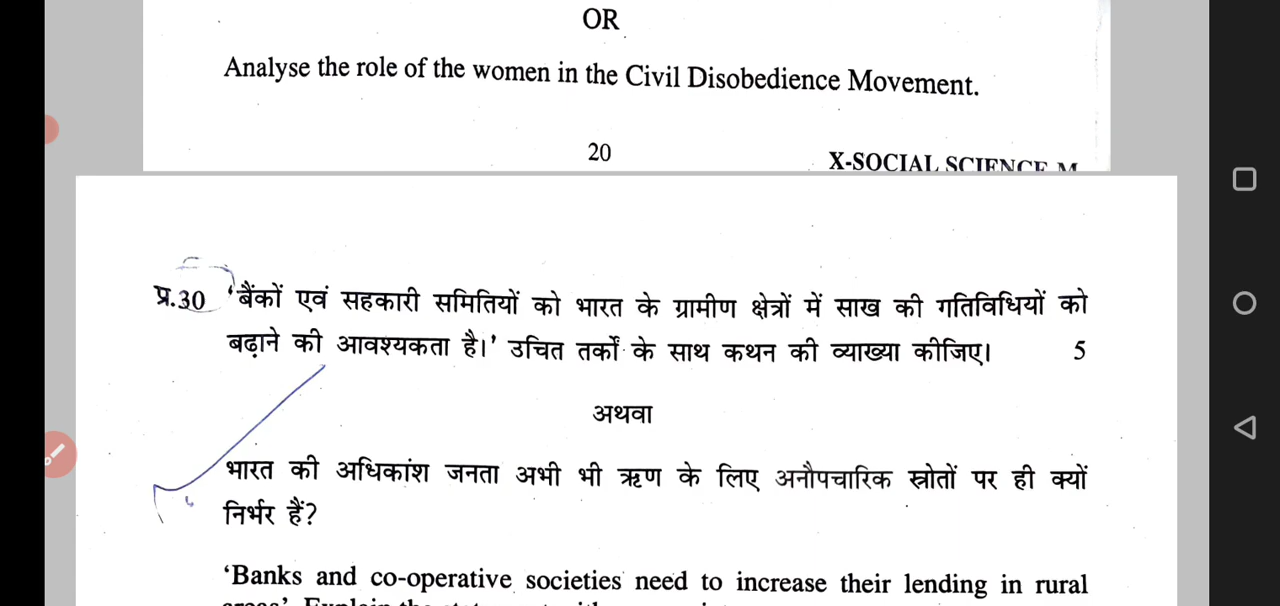 OR
Analyse the role of the women in the Civil Disobedience Movement.
20
X-SOCIAL SCIENCE
प्र.30 'बैंकों एवं सहकारी समितियों को भारत के ग्रामीण क्षेत्रों में साख की गतिविधियों को
बढ़ाने की आवश्यकता है।' उचित तर्कों के साथ कथन की व्याख्या कीजिए। 5
अथवा
भारत की अधिकांश जनता अभी भी ऋण के लिए अनौपचारिक स्रोतों पर ही क्यों
निर्भर हैं?
'Banks and co-operative societies need to increase their lending in rural